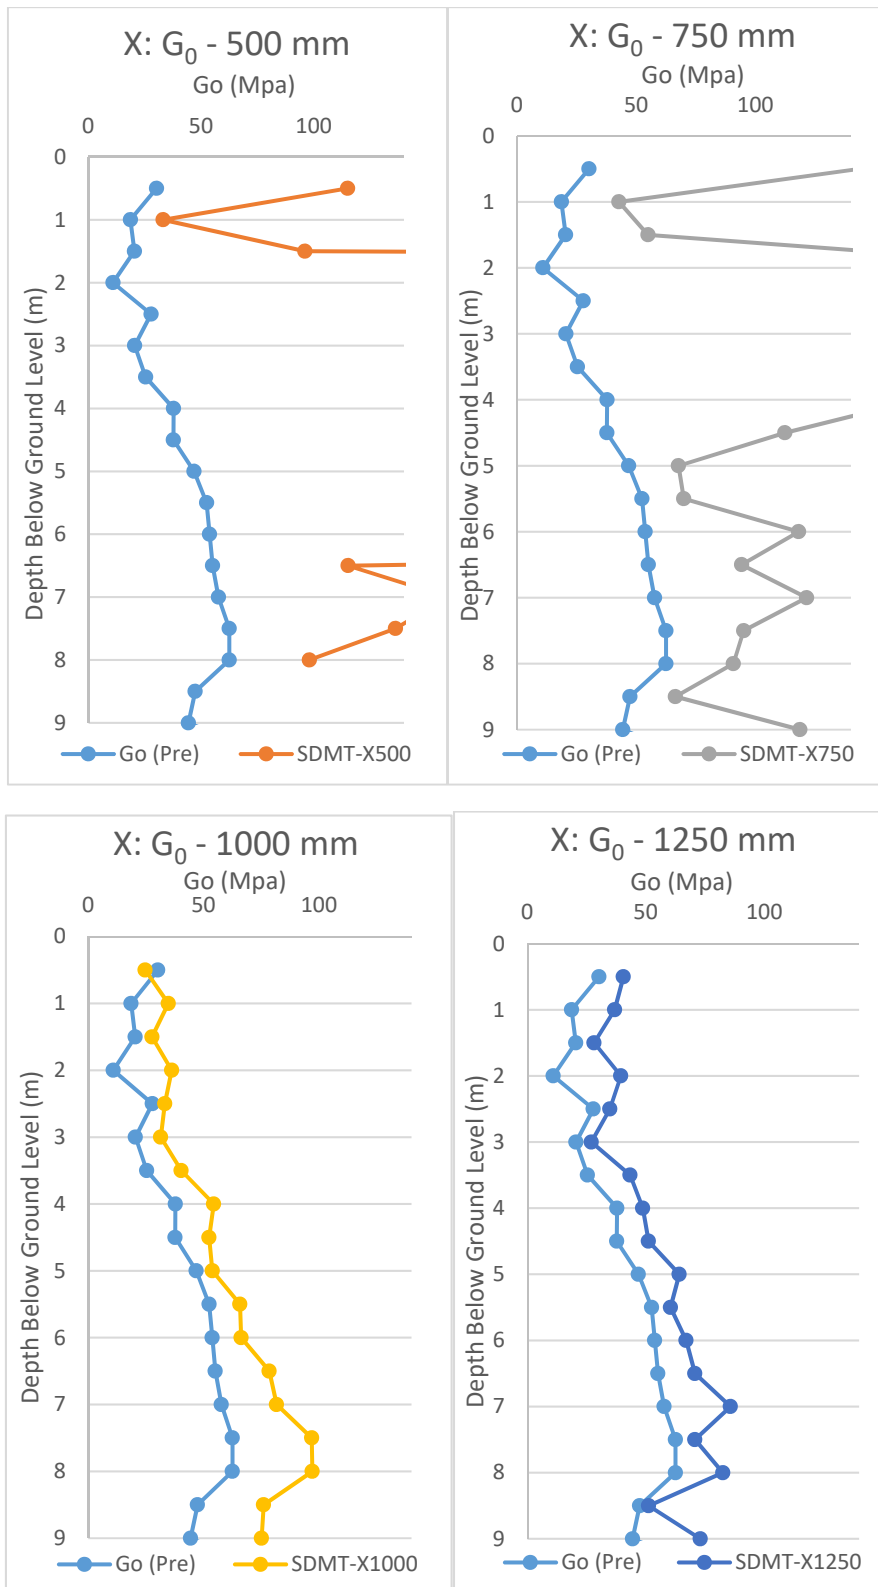 X: G₀ - 500 mm
Go (Mpa)
0 50 100
0
1
2
3
4
5
6
7
8
9
Depth Below Ground Level (m)
Go (Pre) SDMT-X500
X: G₀ - 750 mm
Go (Mpa)
0 50 100
0
1
2
3
4
5
6
7
8
9
Depth Below Ground Level (m)
Go (Pre) SDMT-X750
X: G₀ - 1000 mm
Go (Mpa)
0 50 100
0
1
2
3
4
5
6
7
8
9
Depth Below Ground Level (m)
Go (Pre) SDMT-X1000
X: G₀ - 1250 mm
Go (Mpa)
0 50 100
0
1
2
3
4
5
6
7
8
9
Depth Below Ground Level (m)
Go (Pre) SDMT-X1250